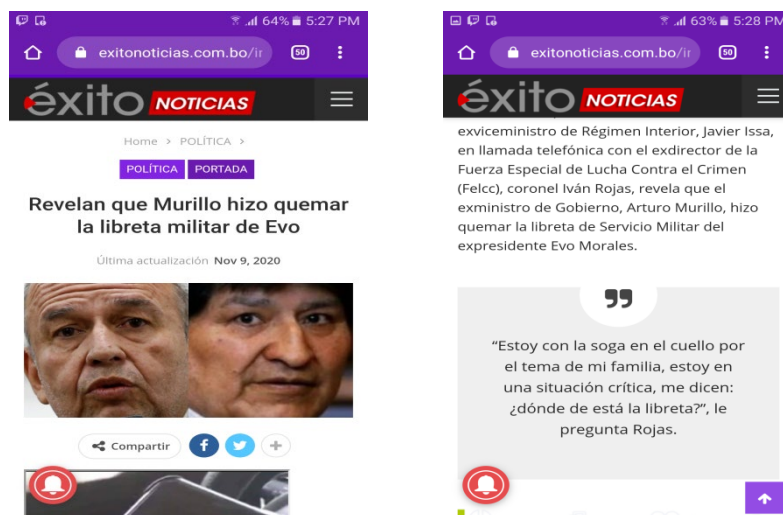 64% 5:27 PM
exitonoticias.com.bo/ir 50
éxito NOTICIAS
Home > POLÍTICA >
POLÍTICA PORTADA
Revelan que Murillo hizo quemar
la libreta militar de Evo
Última actualización Nov 9, 2020
Compartir
63% 5:28 PM
exitonoticias.com.bo/ir 50
éxito NOTICIAS
exviceministro de Régimen Interior, Javier Issa,
en llamada telefónica con el exdirector de la
Fuerza Especial de Lucha Contra el Crimen
(Felcc), coronel Iván Rojas, revela que el
exministro de Gobierno, Arturo Murillo, hizo
quemar la libreta de Servicio Militar del
expresidente Evo Morales.
“Estoy con la soga en el cuello por
el tema de mi familia, estoy en
una situación crítica, me dicen:
¿dónde de está la libreta?”, le
pregunta Rojas.